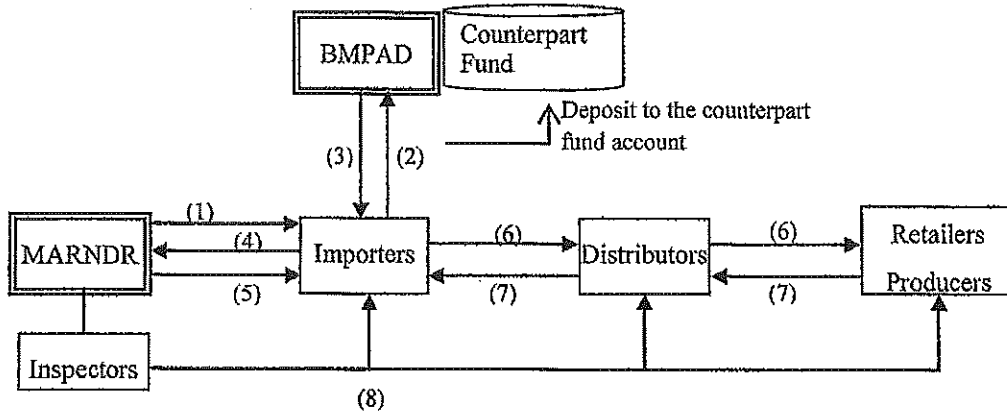 BMPAD
Counterpart
Fund
Deposit to the counterpart
fund account
(3)
(2)
(1)
(4)
(5)
MARNDR
Importers
(6)
(7)
Distributors
(6)
(7)
Retailers
Producers
Inspectors
(8)